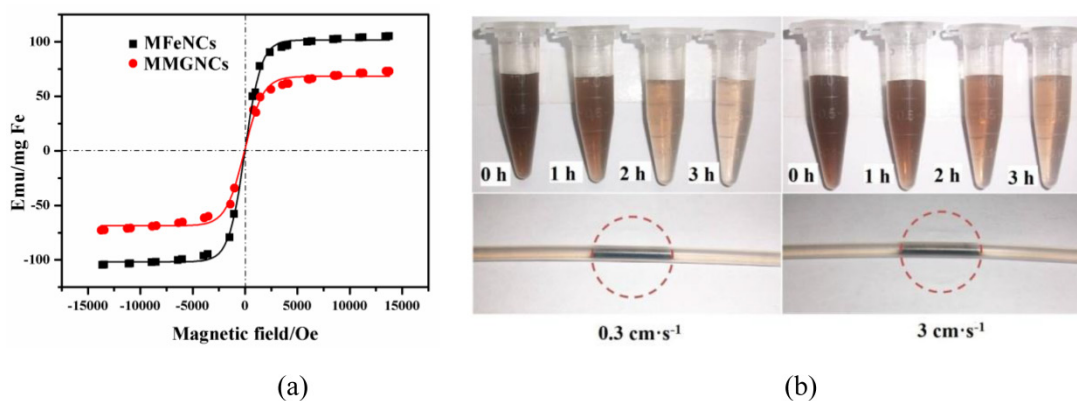 100
50
0
-50
-100
Emu/mg Fe
MFeNCs
MMGNCs
-15000 -10000 -5000 0 5000 10000 15000
Magnetic field/Oe
(a)
0 h 1 h 2 h 3 h
0 h 1 h 2 h 3 h
0.3 cm·s⁻¹
3 cm·s⁻¹
(b)